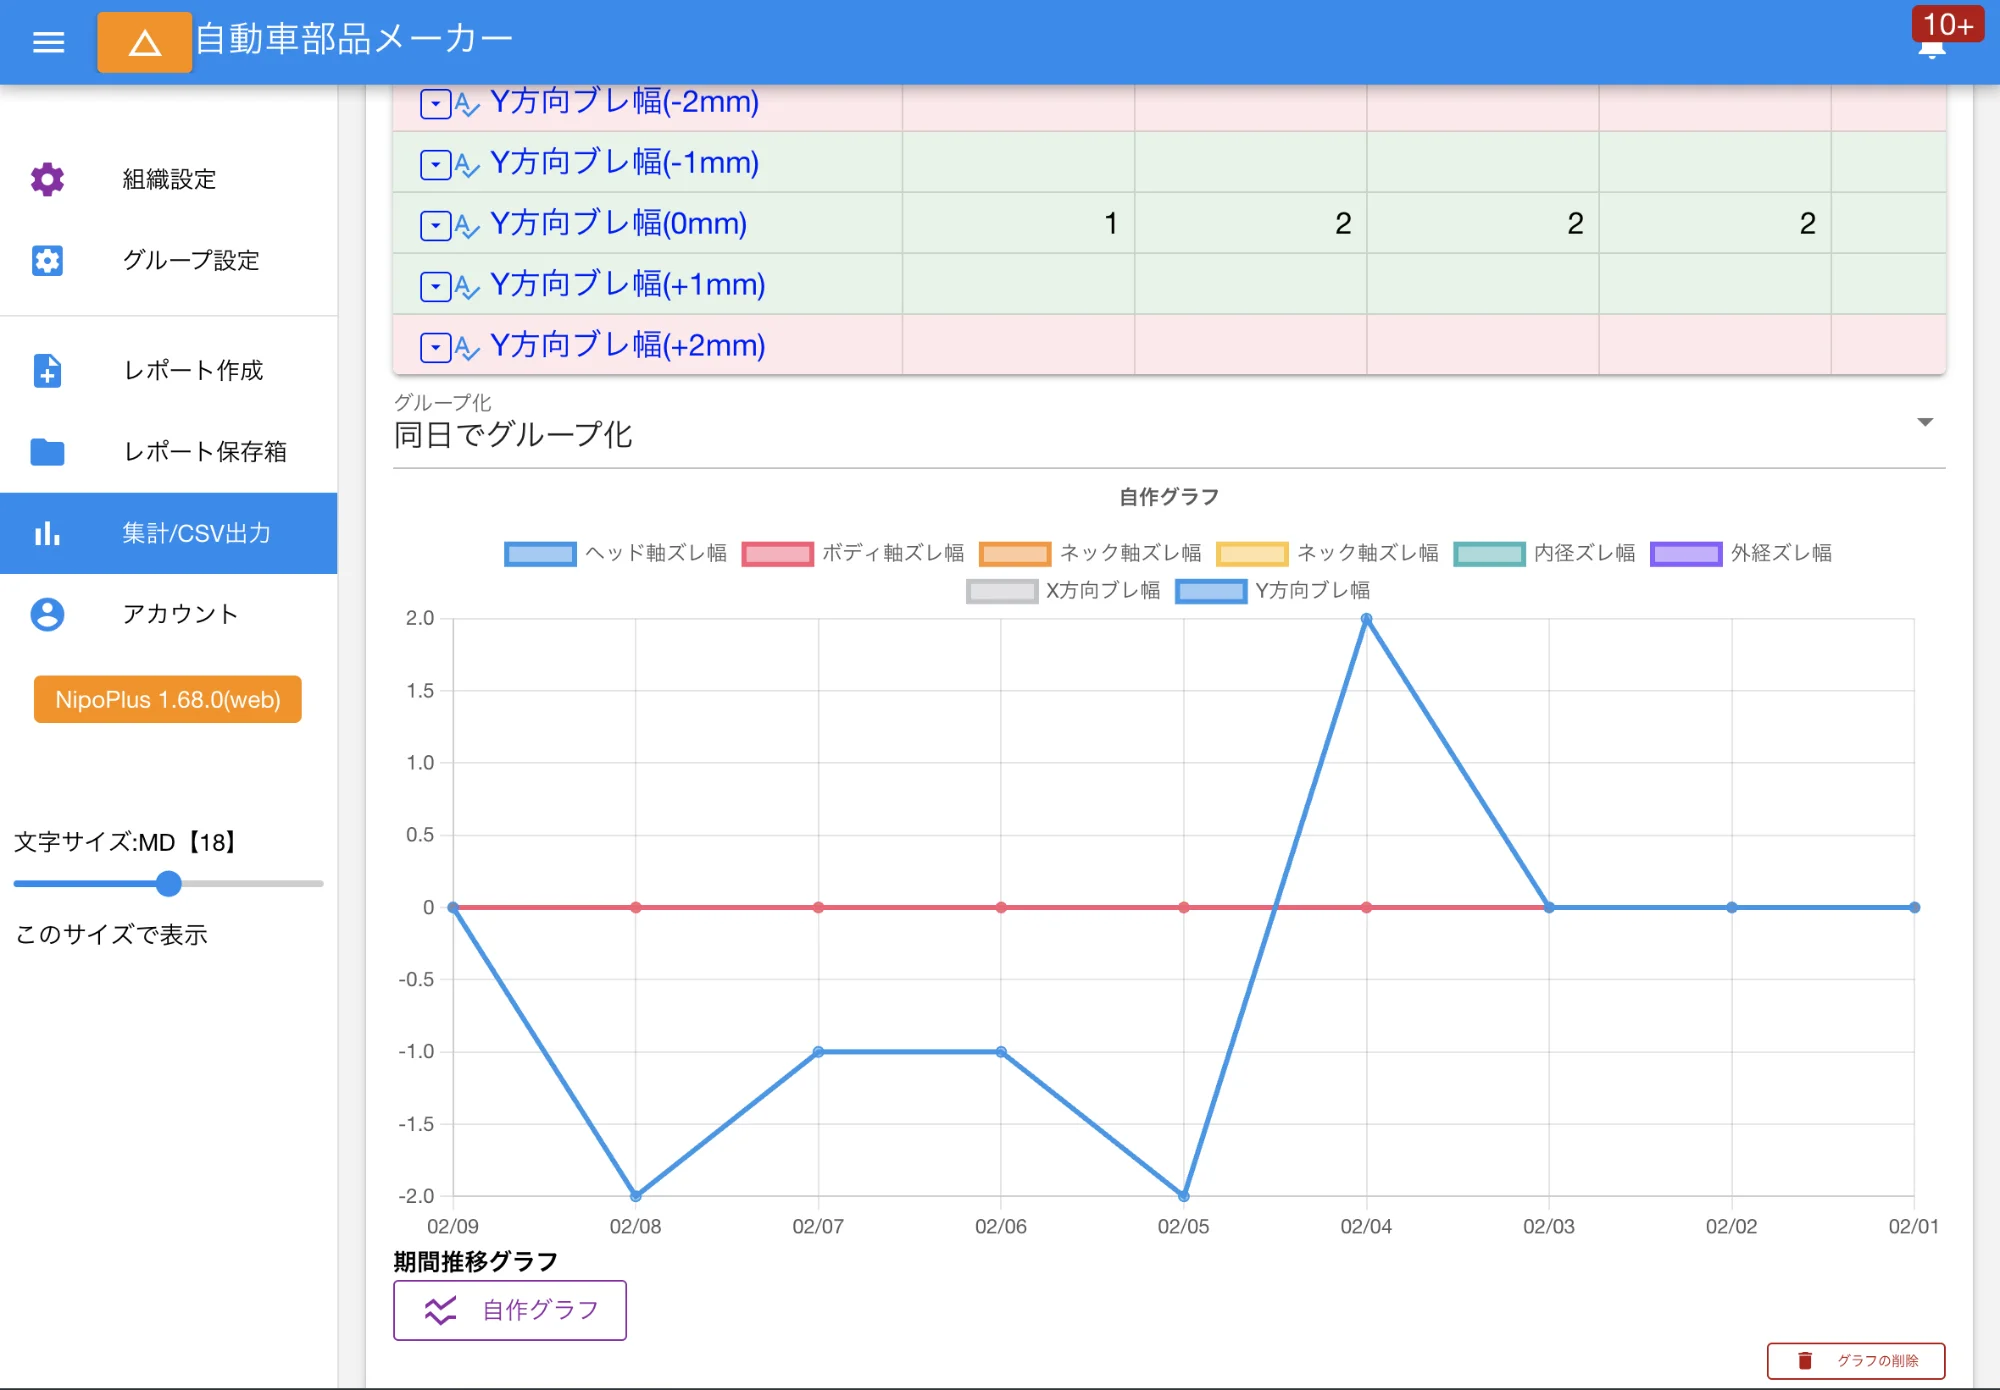 自動車部品メーカー
10+
組織設定
グループ設定
レポート作成
レポート保存箱
集計/CSV出力
アカウント
NipoPlus 1.68.0(web)
文字サイズ:MD【18】
このサイズで表示
Y方向ブレ幅(-2mm)
Y方向ブレ幅(-1mm)
Y方向ブレ幅(0mm) 1 2 2 2
Y方向ブレ幅(+1mm)
Y方向ブレ幅(+2mm)
グループ化
同日でグループ化
自作グラフ
ヘッド軸ズレ幅 ボディ軸ズレ幅 ネック軸ズレ幅 ネック軸ズレ幅 内径ズレ幅 外経ズレ幅
X方向ブレ幅 Y方向ブレ幅
2.0
1.5
1.0
0.5
0
-0.5
-1.0
-1.5
-2.0
02/09 02/08 02/07 02/06 02/05 02/04 02/03 02/02 02/01
期間推移グラフ
自作グラフ
グラフの削除